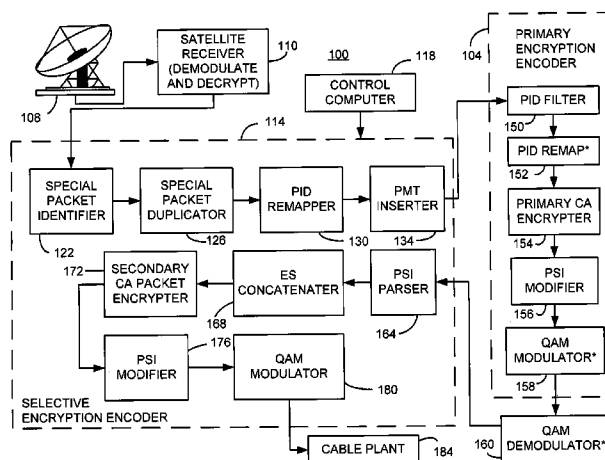 SATELLITE
RECEIVER
(DEMODULATE
AND DECRYPT)
110
108
100
118
CONTROL
COMPUTER
104
PRIMARY
ENCRYPTION
ENCODER
PID FILTER
150
PID REMAP*
152
PRIMARY CA
ENCRYPTER
154
PSI
MODIFIER
156
QAM
MODULATOR*
158
QAM
DEMODULATOR*
160
114
SPECIAL
PACKET
IDENTIFIER
122
SPECIAL
PACKET
DUPLICATOR
126
PID
REMAPPER
130
PMT
INSERTER
134
172
SECONDARY
CA PACKET
ENCRYPTER
ES
CONCATENATER
168
PSI
PARSER
164
PSI
MODIFIER
176
QAM
MODULATOR
180
SELECTIVE
ENCRYPTION ENCODER
CABLE PLANT
184